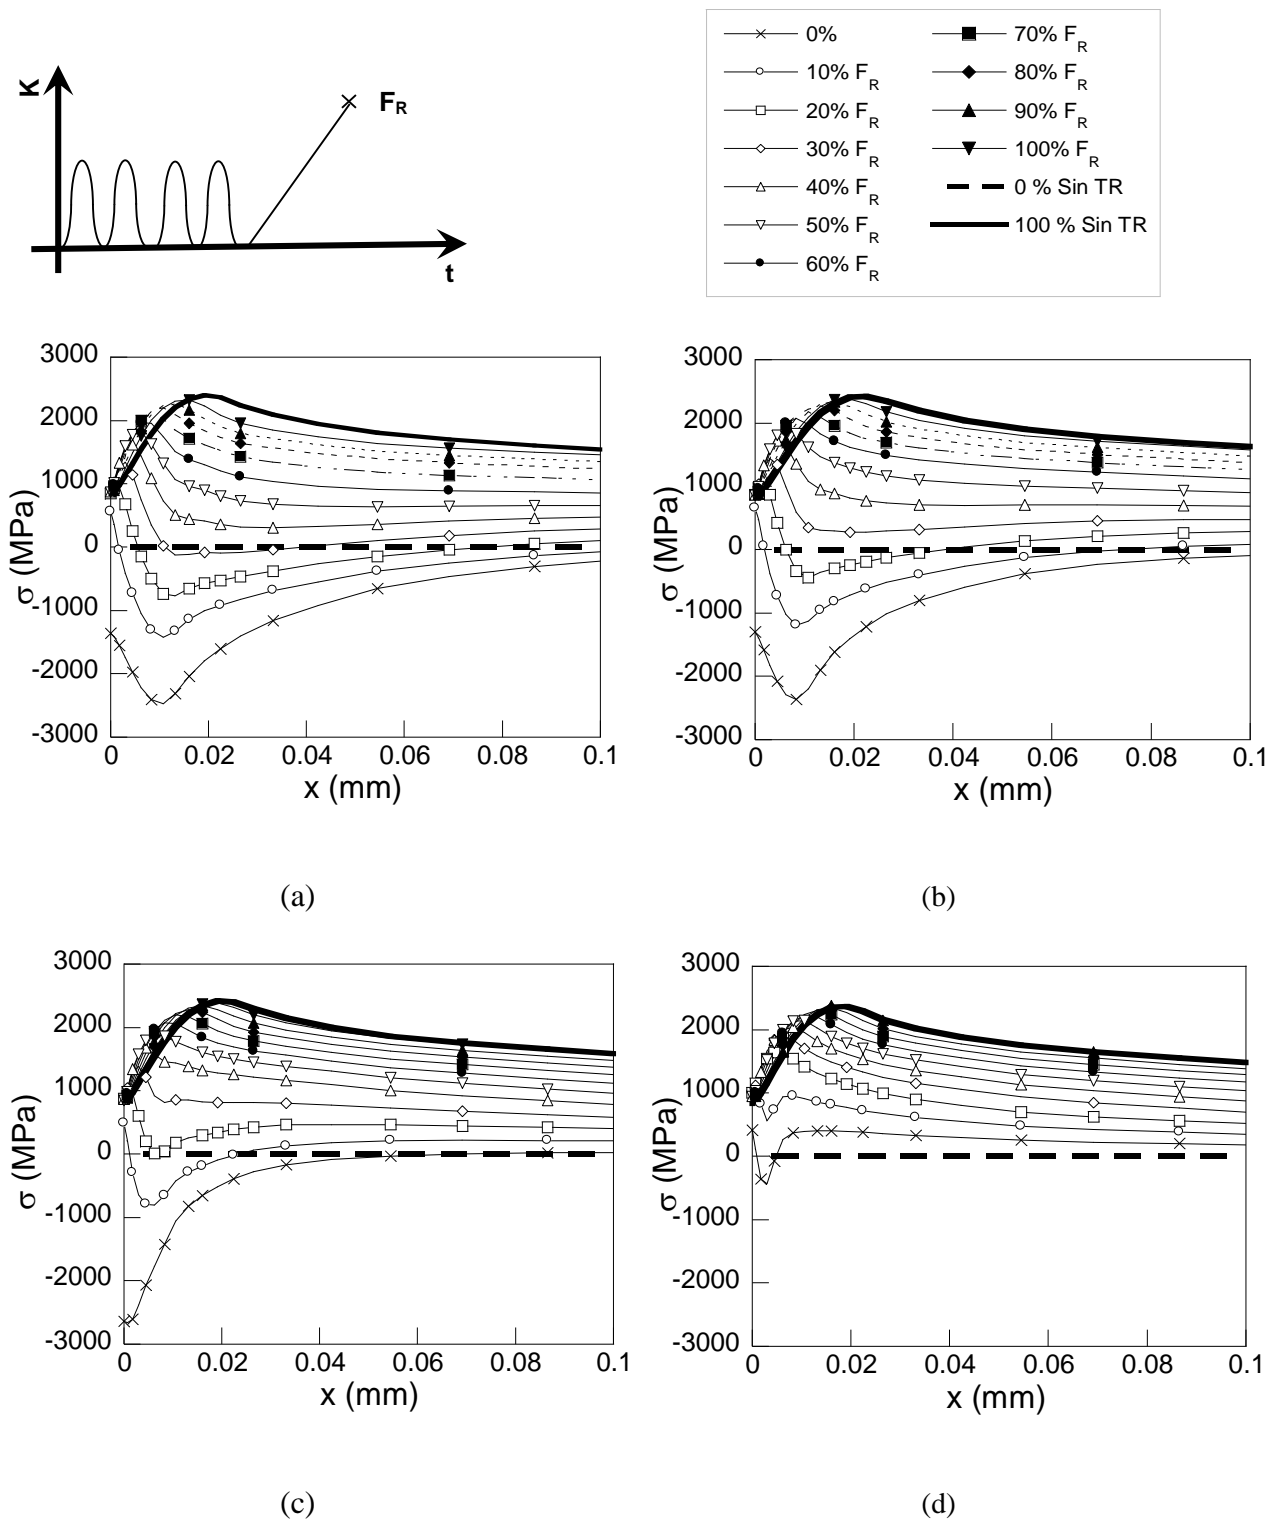 K
F_R
t
0%
10% F_R
20% F_R
30% F_R
40% F_R
50% F_R
60% F_R
70% F_R
80% F_R
90% F_R
100% F_R
0 % Sin TR
100 % Sin TR
σ (MPa)
3000
2000
1000
0
-1000
-2000
-3000
0 0.02 0.04 0.06 0.08 0.1
x (mm)
(a)
σ (MPa)
3000
2000
1000
0
-1000
-2000
-3000
0 0.02 0.04 0.06 0.08 0.1
x (mm)
(b)
σ (MPa)
3000
2000
1000
0
-1000
-2000
-3000
0 0.02 0.04 0.06 0.08 0.1
x (mm)
(c)
σ (MPa)
3000
2000
1000
0
-1000
-2000
-3000
0 0.02 0.04 0.06 0.08 0.1
x (mm)
(d)